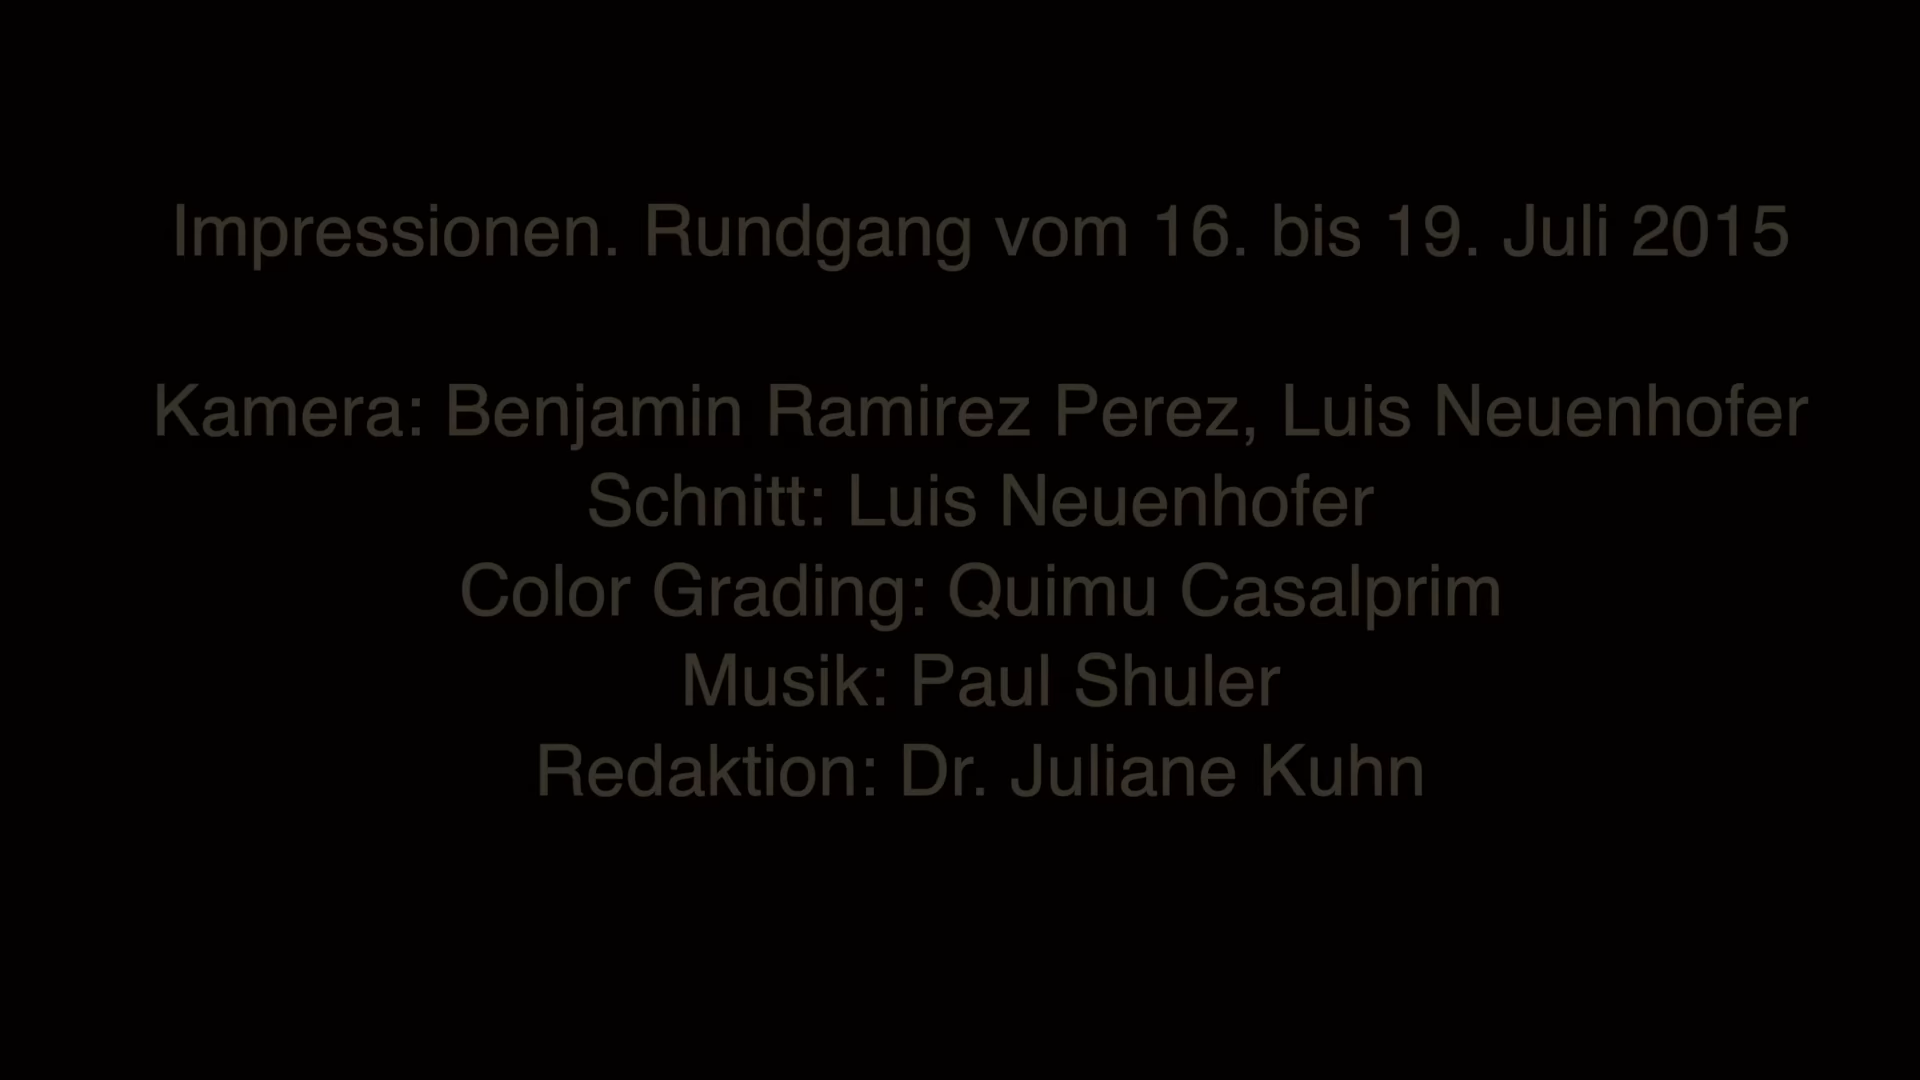 Impressionen. Rundgang vom 16. bis 19. Juli 2015
Kamera: Benjamin Ramirez Perez, Luis Neuenhofer
Schnitt: Luis Neuenhofer
Color Grading: Quimu Casalprim
Musik: Paul Shuler
Redaktion: Dr. Juliane Kuhn